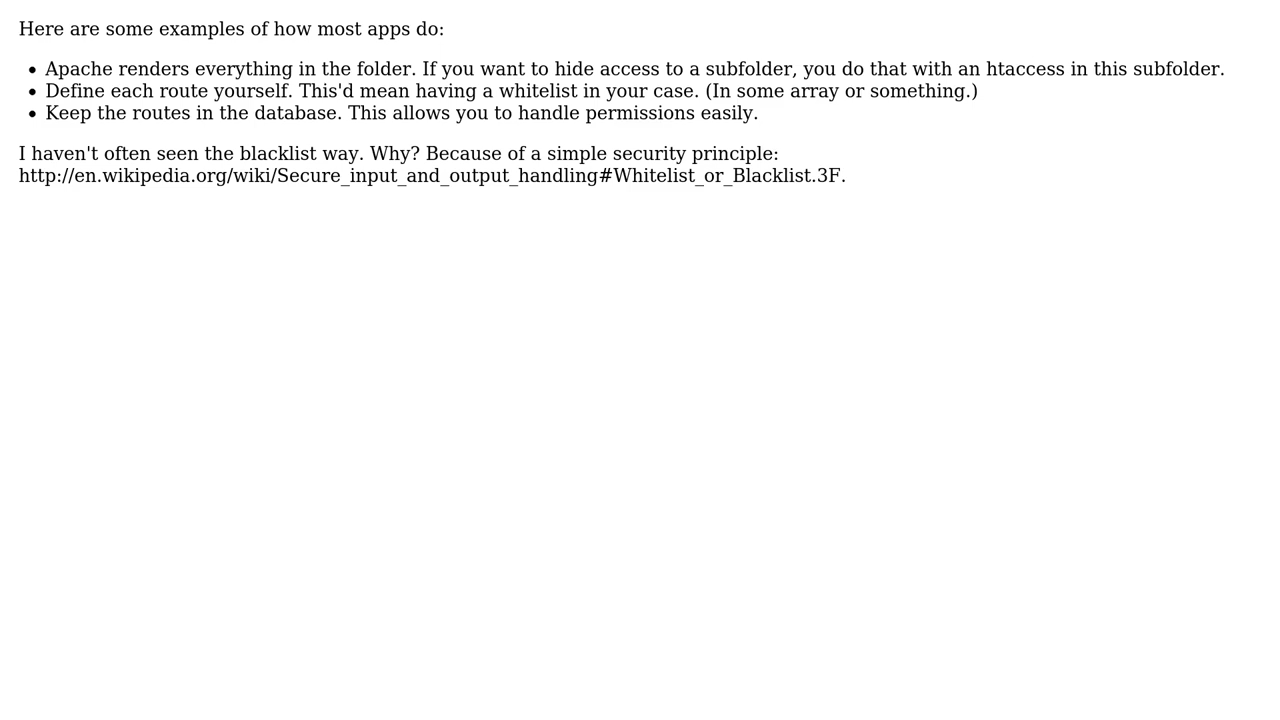 Here are some examples of how most apps do:
• Apache renders everything in the folder. If you want to hide access to a subfolder, you do that with an htaccess in this subfolder.
• Define each route yourself. This'd mean having a whitelist in your case. (In some array or something.)
• Keep the routes in the database. This allows you to handle permissions easily.
I haven't often seen the blacklist way. Why? Because of a simple security principle:
http://en.wikipedia.org/wiki/Secure_input_and_output_handling#Whitelist_or_Blacklist.3F.